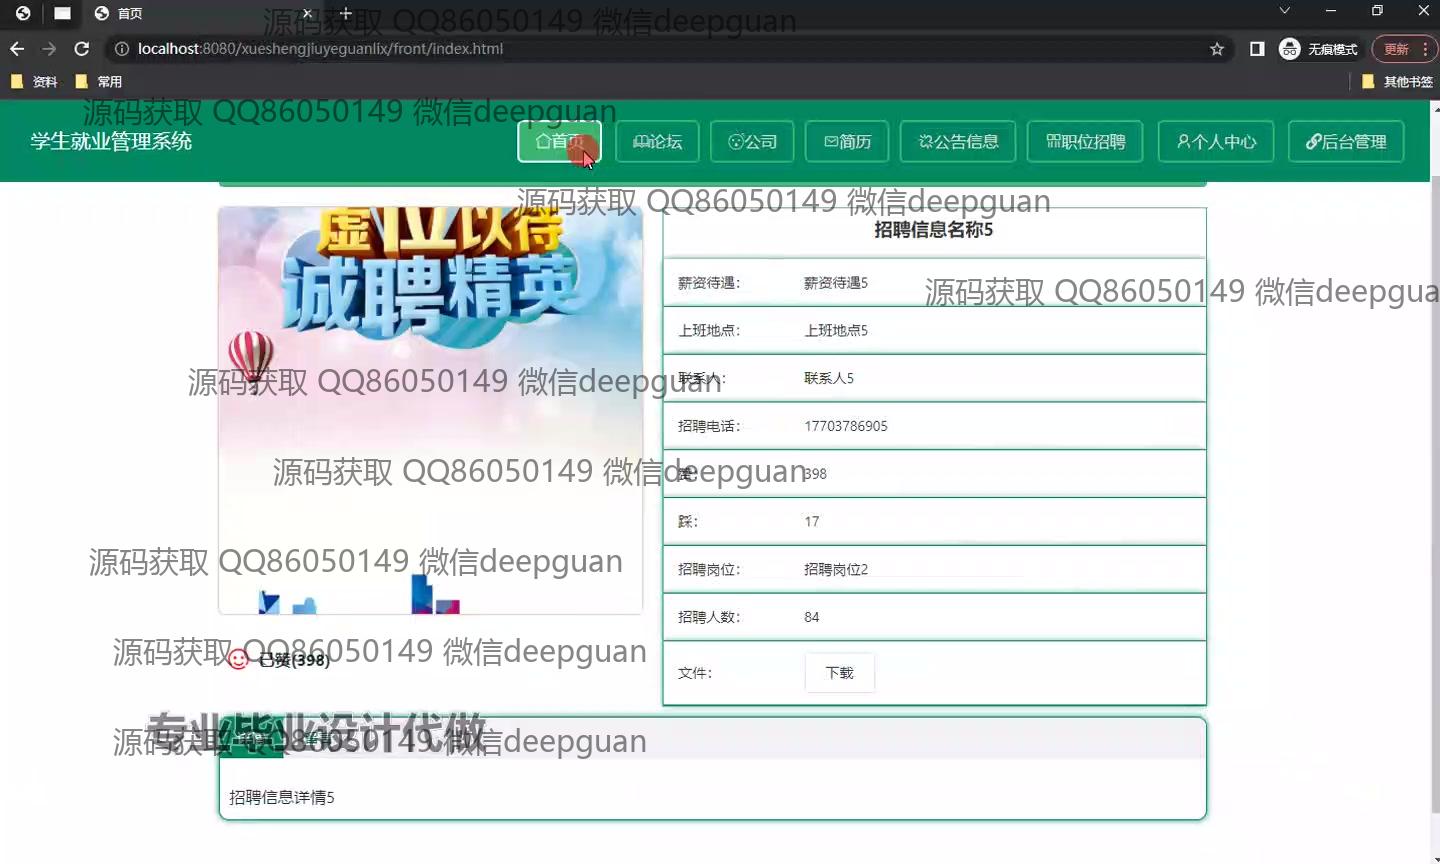 首页
源码获取 QQ86050149 微信deepguan
localhost:8080/xueshengjiuyeguanlix/front/index.html
无痕模式
更新
资料
常用
其他书签
源码获取 QQ86050149 微信deepguan
学生就业管理系统
首页
论坛
公司
简历
公告信息
职位招聘
个人中心
后台管理
源码获取 QQ86050149 微信deepguan
虚位以待
诚聘精英
招聘信息名称5
薪资待遇：
薪资待遇5
源码获取 QQ86050149 微信deepgua
上班地点：
上班地点5
源码获取 QQ86050149 微信deepguan
联系人：
联系人5
招聘电话：
17703786905
源码获取 QQ86050149 微信deepguan
398
踩：
17
源码获取 QQ86050149 微信deepguan
招聘岗位：
招聘岗位2
招聘人数：
84
源码获取 QQ86050149 微信deepguan
已赞(398)
文件：
下载
专业毕业设计代做
源码获取 QQ86050149 微信deepguan
招聘信息详情5